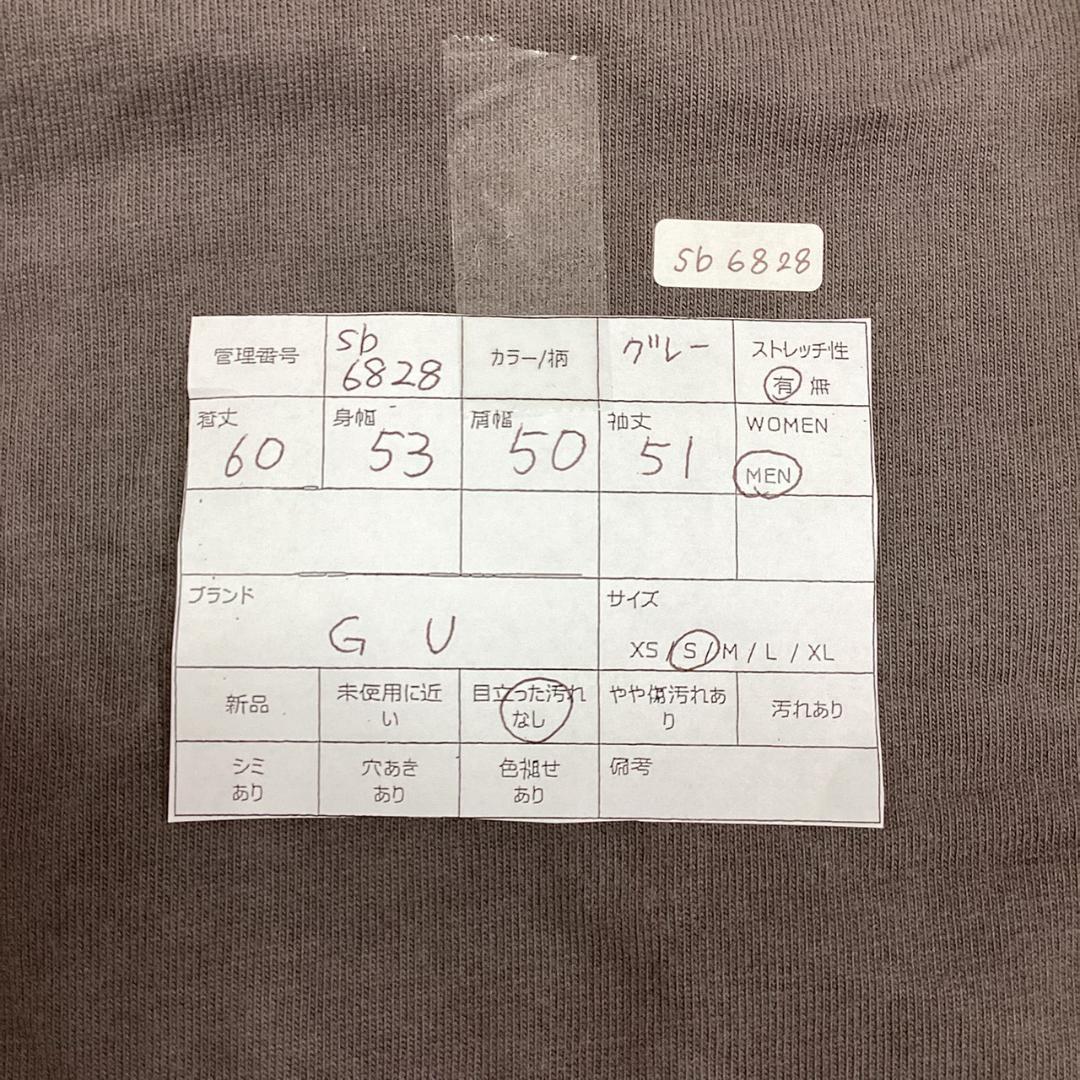 sb 6828
管理番号
sb
6828
カラー/柄
グレー
ストレッチ性
有 無
着丈
60
身幅
53
肩幅
50
袖丈
51
WOMEN
MEN
ブランド
GU
サイズ
XS / S / M / L / XL
新品
未使用に近
い
目立った汚れ
なし
やや傷汚れあ
り
汚れあり
シミ
あり
穴あき
あり
色褪せ
あり
備考